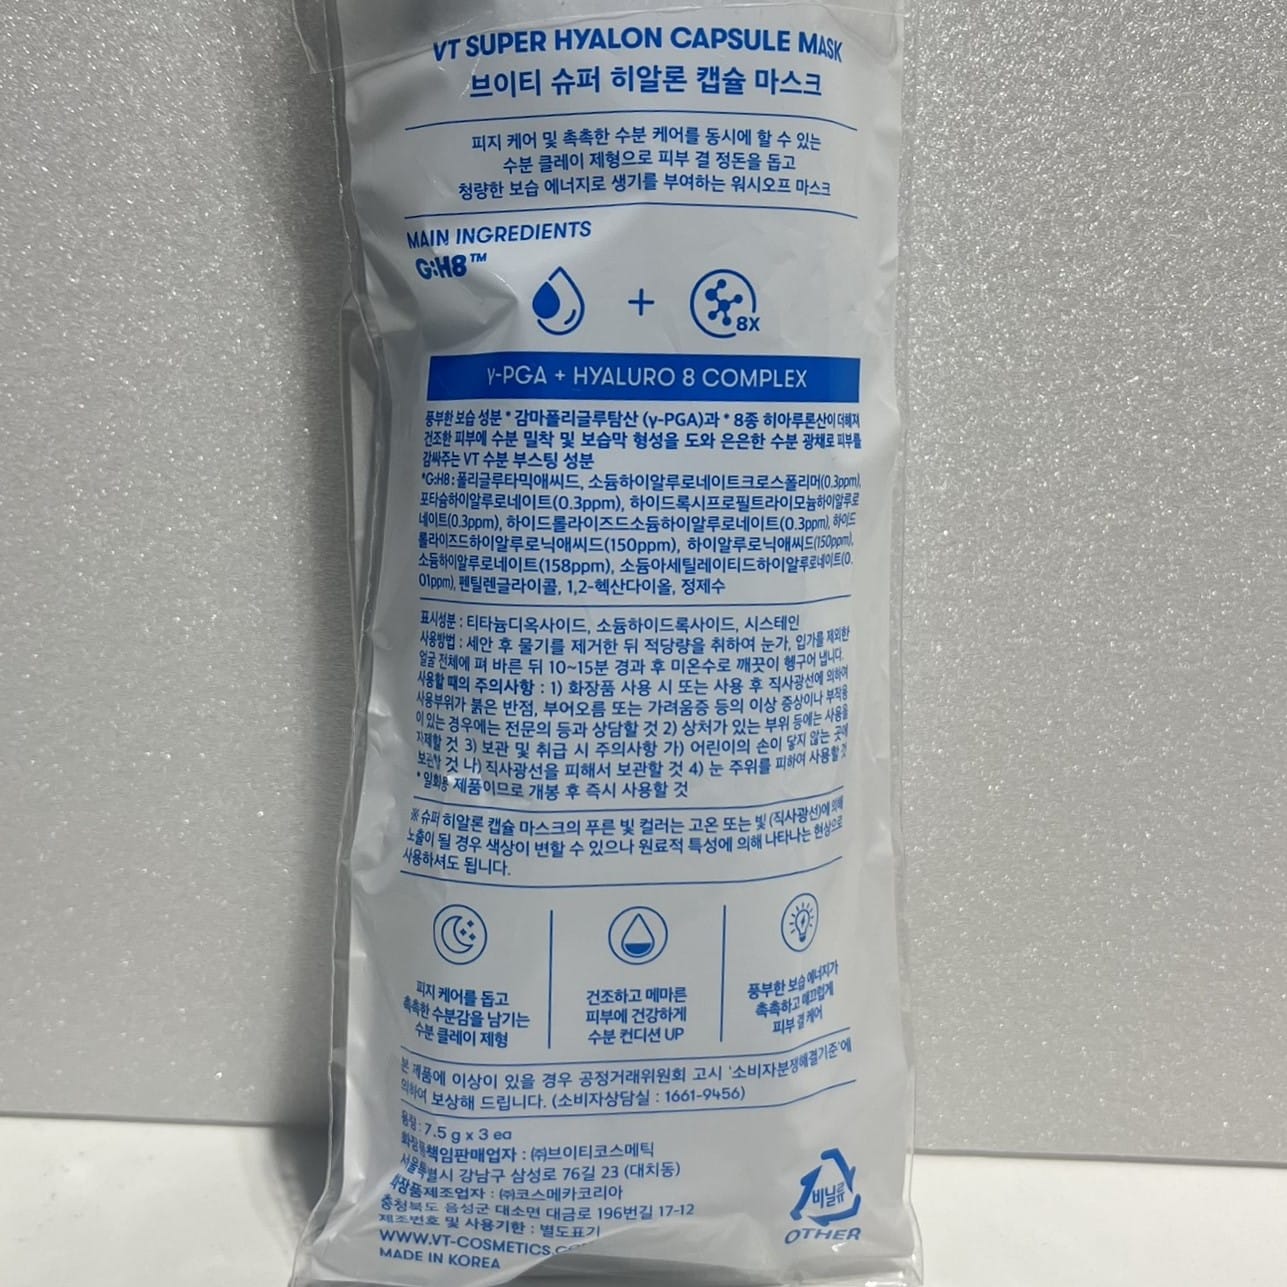 VT SUPER HYALON CAPSULE MASK
브이티 슈퍼 히알론 캡슐 마스크
피지 케어 및 촉촉한 수분 케어를 동시에 할 수 있는
수분 클레이 제형으로 피부 결 정돈을 돕고
청량한 보습 에너지로 생기를 부여하는 워시오프 마스크
MAIN INGREDIENTS
G:H8™
+
8X
γ-PGA + HYALURO 8 COMPLEX
풍부한 보습 성분 * 감마폴리글루탐산 (γ-PGA)과 * 8종 히아루론산이 더해져
건조한 피부에 수분 밀착 및 보습막 형성을 도와 은은한 수분 광채로 피부를
감싸주는 VT 수분 부스팅 성분
*G:H8 : 폴리글루타믹애씨드, 소듐하이알루로네이트크로스폴리머(0.3ppm),
포타슘하이알루로네이트(0.3ppm), 하이드록시프로필트라이모늄하이알루로
네이트(0.3ppm), 하이드롤라이즈드소듐하이알루로네이트(0.3ppm), 하이드
롤라이즈드하이알루로닉애씨드(150ppm), 하이알루로닉애씨드(150ppm),
소듐하이알루로네이트(158ppm), 소듐아세틸레이티드하이알루로네이트(0.
01ppm), 펜틸렌글라이콜, 1,2-헥산다이올, 정제수
표시성분 : 티타늄디옥사이드, 소듐하이드록사이드, 시스테인
사용방법 : 세안 후 물기를 제거한 뒤 적당량을 취하여 눈가, 입가를 제외한
얼굴 전체에 펴 바른 뒤 10~15분 경과 후 미온수로 깨끗이 헹구어 냅니다.
사용할 때의 주의사항 : 1) 화장품 사용 시 또는 사용 후 직사광선에 의하여
사용부위가 붉은 반점, 부어오름 또는 가려움증 등의 이상 증상이나 부작용
이 있는 경우에는 전문의 등과 상담할 것 2) 상처가 있는 부위 등에는 사용을
자제할 것 3) 보관 및 취급 시 주의사항 가) 어린이의 손이 닿지 않는 곳에
보관할 것 나) 직사광선을 피해서 보관할 것 4) 눈 주위를 피하여 사용할 것
* 일회용 제품이므로 개봉 후 즉시 사용할 것
※ 슈퍼 히알론 캡슐 마스크의 푸른 빛 컬러는 고온 또는 빛 (직사광선)에 의해
노출이 될 경우 색상이 변할 수 있으나 원료적 특성에 의해 나타나는 현상으로
사용하셔도 됩니다.
피지 케어를 돕고
촉촉한 수분감을 남기는
수분 클레이 제형
건조하고 메마른
피부에 건강하게
수분 컨디션 UP
풍부한 보습 에너지가
촉촉하고 매끄럽게
피부 결 케어
본 제품에 이상이 있을 경우 공정거래위원회 고시 '소비자분쟁해결기준'에
의하여 보상해 드립니다. (소비자상담실 : 1661-9456)
용량 : 7.5 g x 3 ea
화장품책임판매업자 : ㈜브이티코스메틱
서울특별시 강남구 삼성로 76길 23 (대치동)
화장품제조업자 : ㈜코스메카코리아
충청북도 음성군 대소면 대금로 196번길 17-12
제조번호 및 사용기한 : 별도표기
WWW.VT-COSMETICS.CO
MADE IN KOREA
비닐류
OTHER